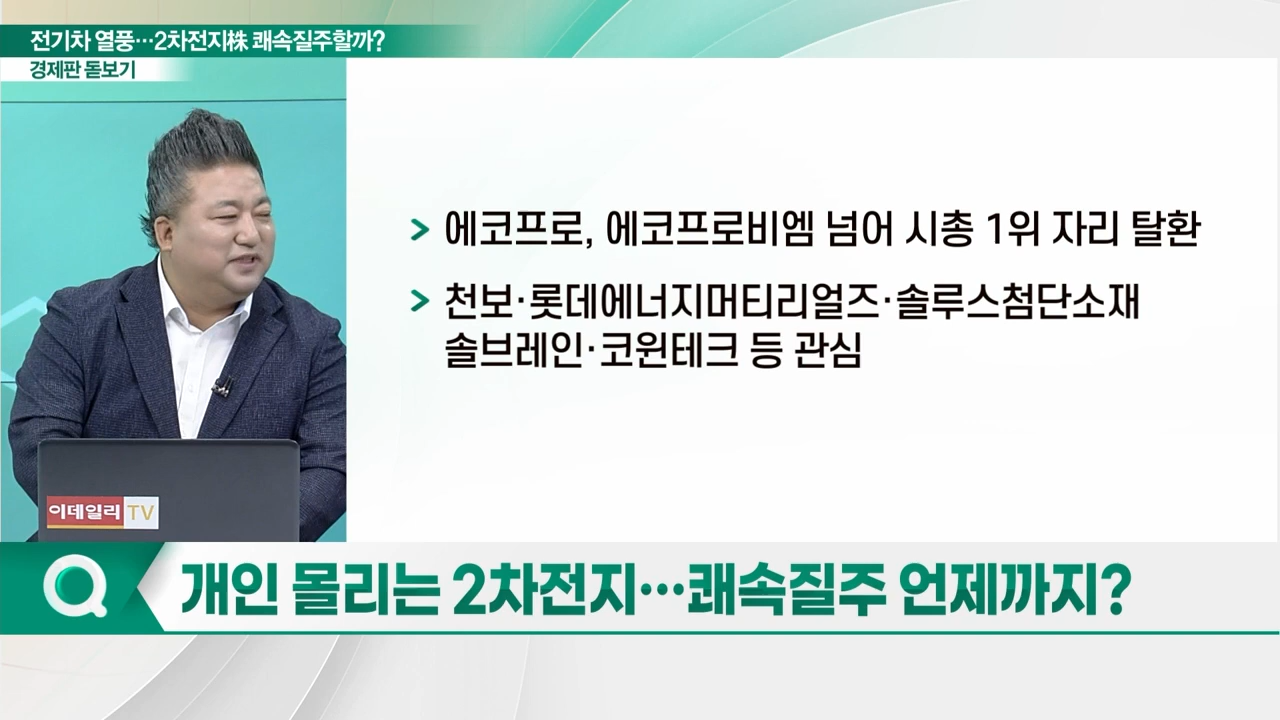 전기차 열풍…2차전지株 쾌속질주할까?
경제판 돋보기
> 에코프로, 에코프로비엠 넘어 시총 1위 자리 탈환
> 천보·롯데에너지머티리얼즈·솔루스첨단소재
솔브레인·코윈테크 등 관심
이데일리 TV
Q 개인 몰리는 2차전지…쾌속질주 언제까지?